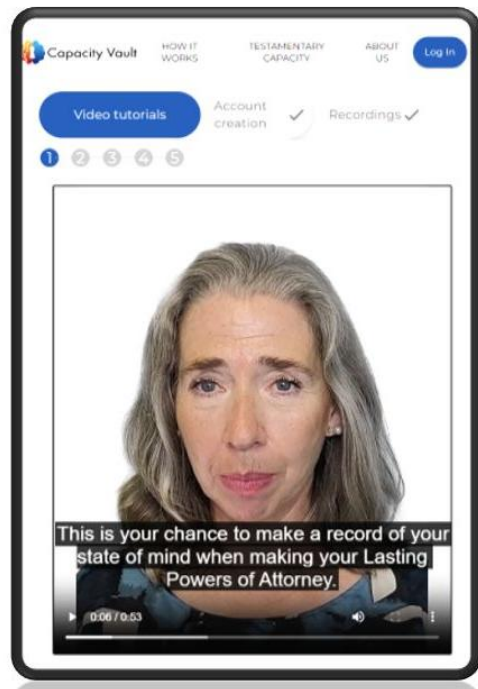 Capacity Vault
HOW IT
WORKS
TESTAMENTARY
CAPACITY
ABOUT
US
Log In
Video tutorials
Account
creation
Recordings
1 2 3 4 5
This is your chance to make a record of your
state of mind when making your Lasting
Powers of Attorney.
0:06 / 0:53